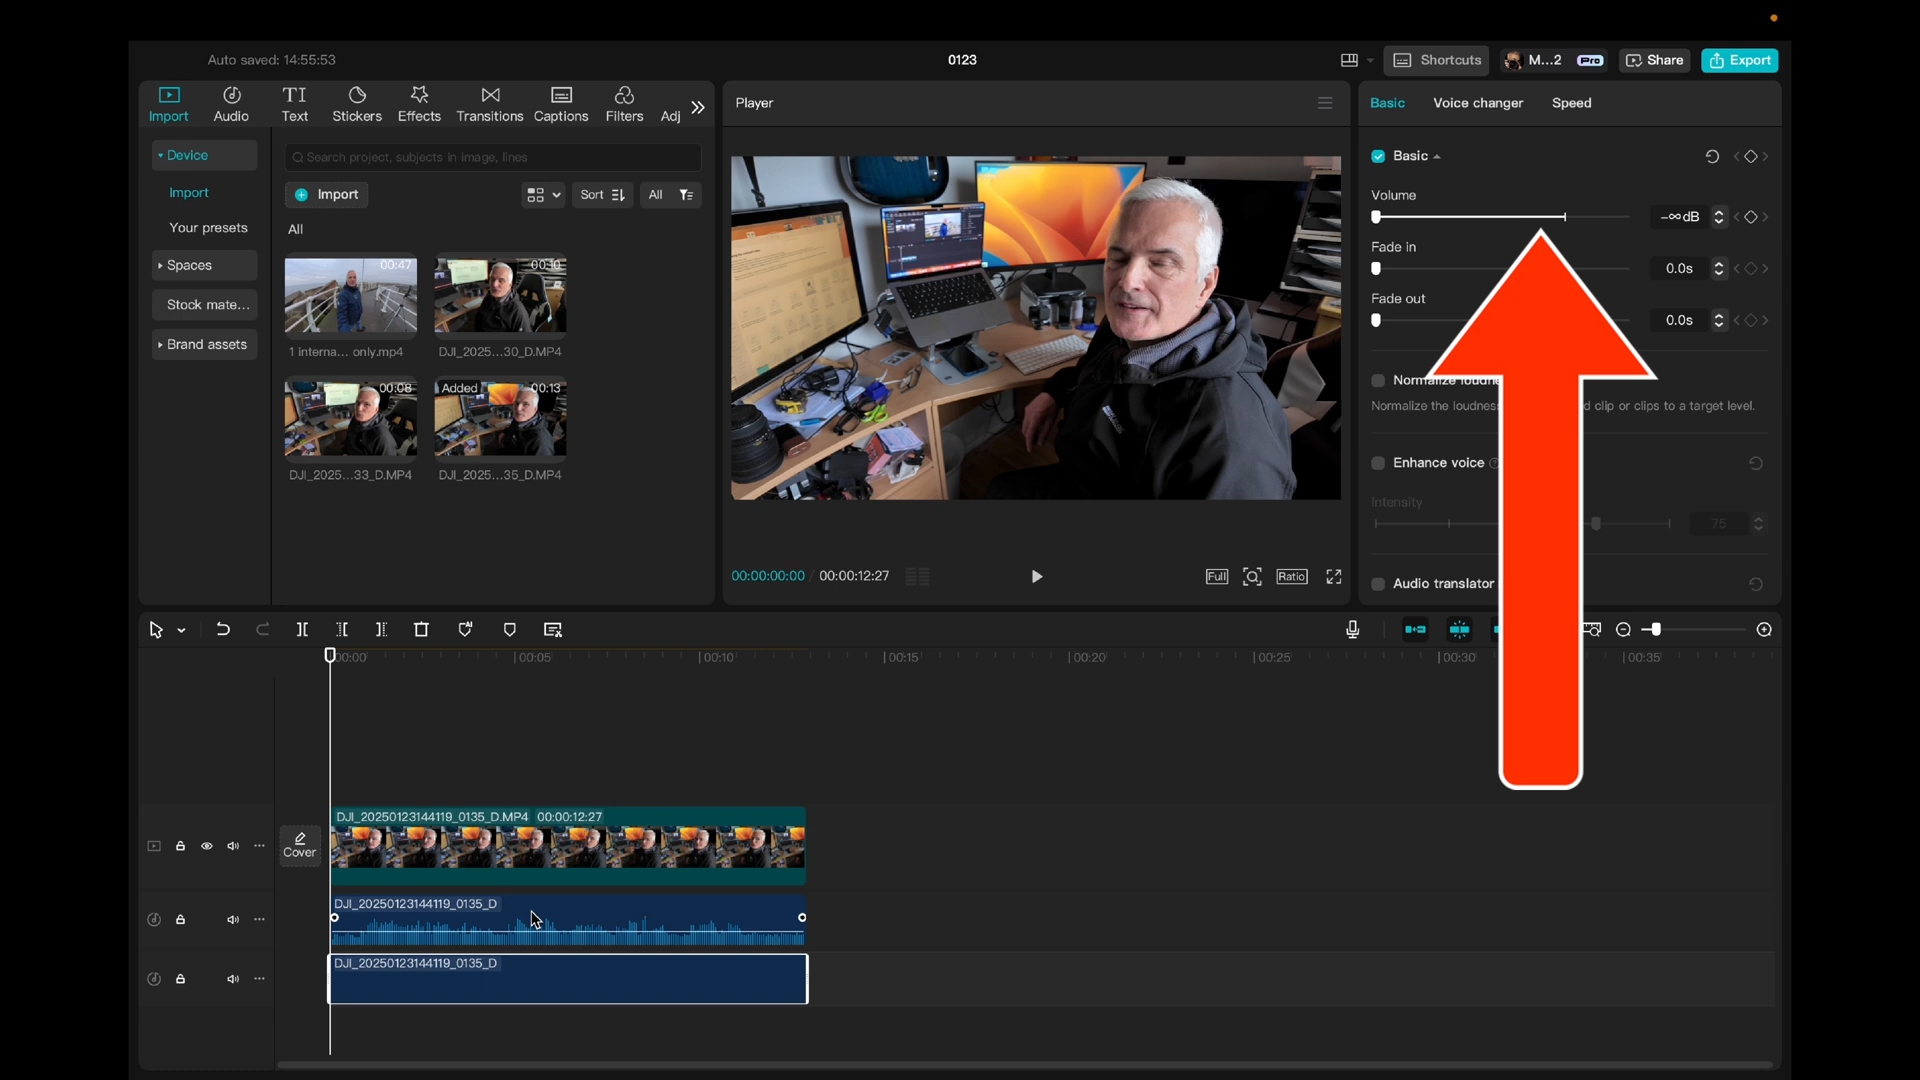 Auto saved: 14:55:53
0123
Shortcuts
M...2
Pro
Share
Export
Import
Audio
TI
Text
Stickers
Effects
Transitions
Captions
Filters
Adj
Player
Basic
Voice changer
Speed
Device
Import
Your presets
Spaces
Stock mate...
Brand assets
Search project, subjects in image, lines
Import
Sort
All
All
00:47
1 interna... only.mp4
00:10
DJI_2025...30_D.MP4
00:08
DJI_2025...33_D.MP4
Added
00:13
DJI_2025...35_D.MP4
00:00:00:00 / 00:00:12:27
Full
Ratio
Basic
Volume
-∞dB
Fade in
0.0s
Fade out
0.0s
Normalize
Normalize the loudness
d clip or clips to a target level.
Enhance voice
Intensity
75
Audio translator
00:00
00:05
00:10
00:15
00:20
00:25
00:30
00:35
Cover
DJI_20250123144119_0135_D.MP4 00:00:12:27
DJI_20250123144119_0135_D
DJI_20250123144119_0135_D